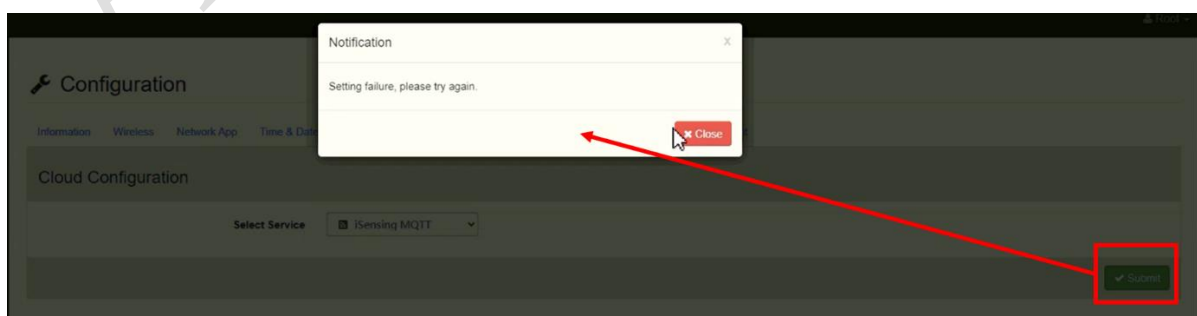 Root
Notification
x
Configuration
Setting failure, please try again.
Information Wireless Network App Time & Date
Close
Cloud Configuration
Select Service iSensing MQTT
Submit